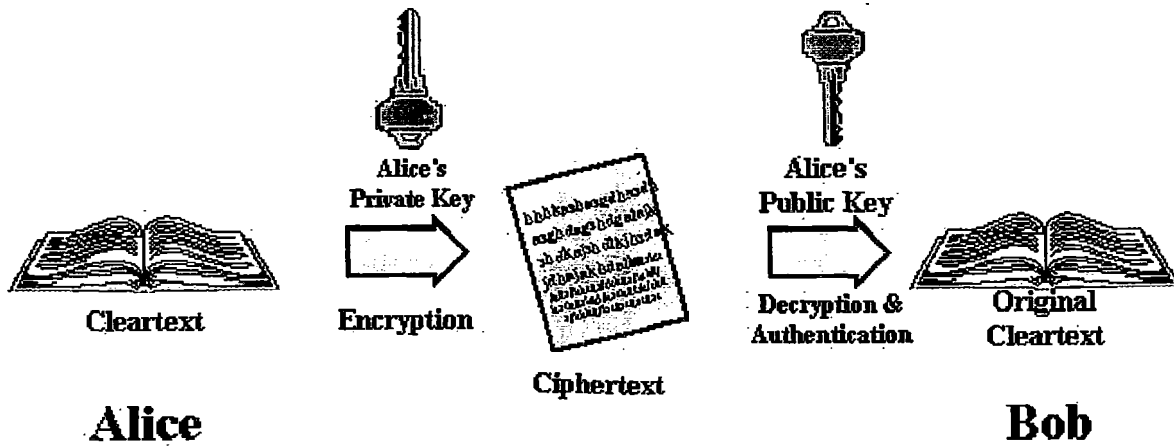 Alice's
Private Key
Alice's
Public Key
Cleartext
Encryption
Ciphertext
Decryption &
Authentication
Original
Cleartext
Alice
Bob